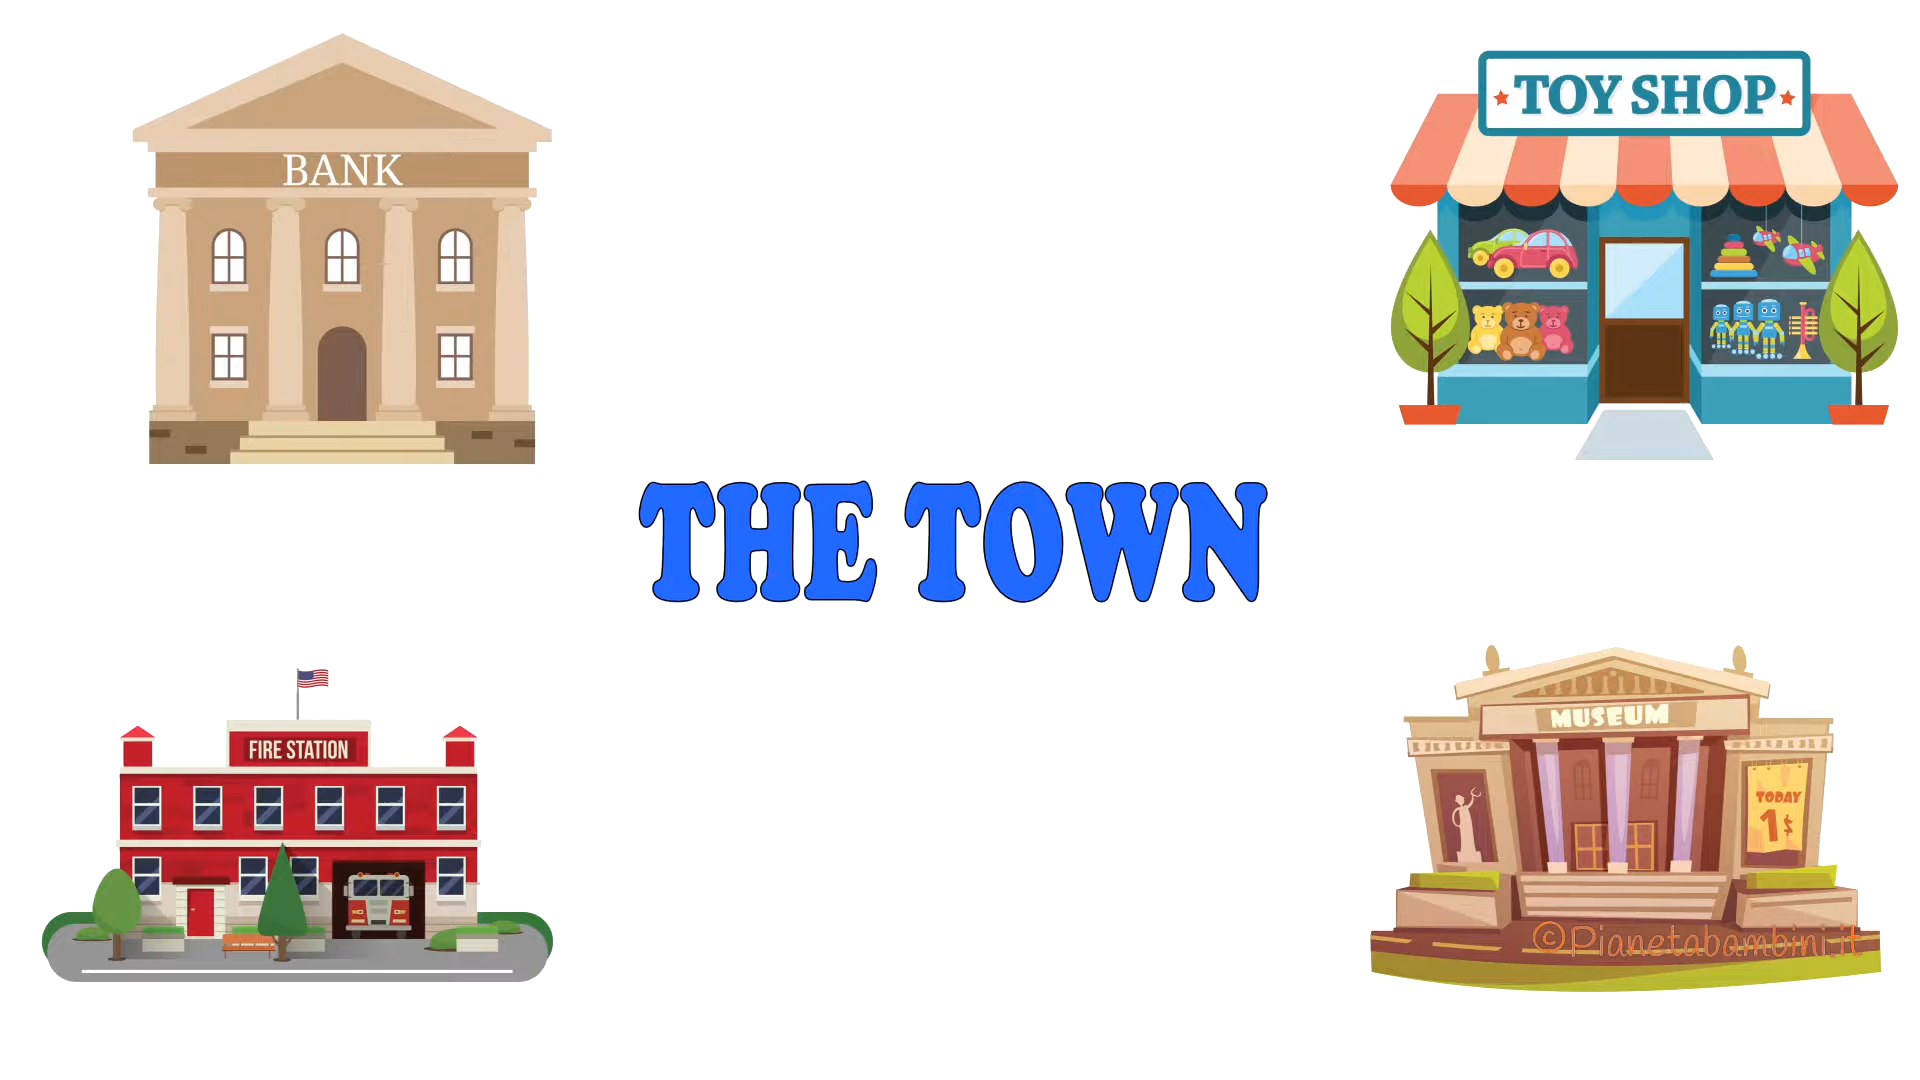 BANK
TOY SHOP
THE TOWN
FIRE STATION
MUSEUM
TODAY
1$
©Pianetabambini.it